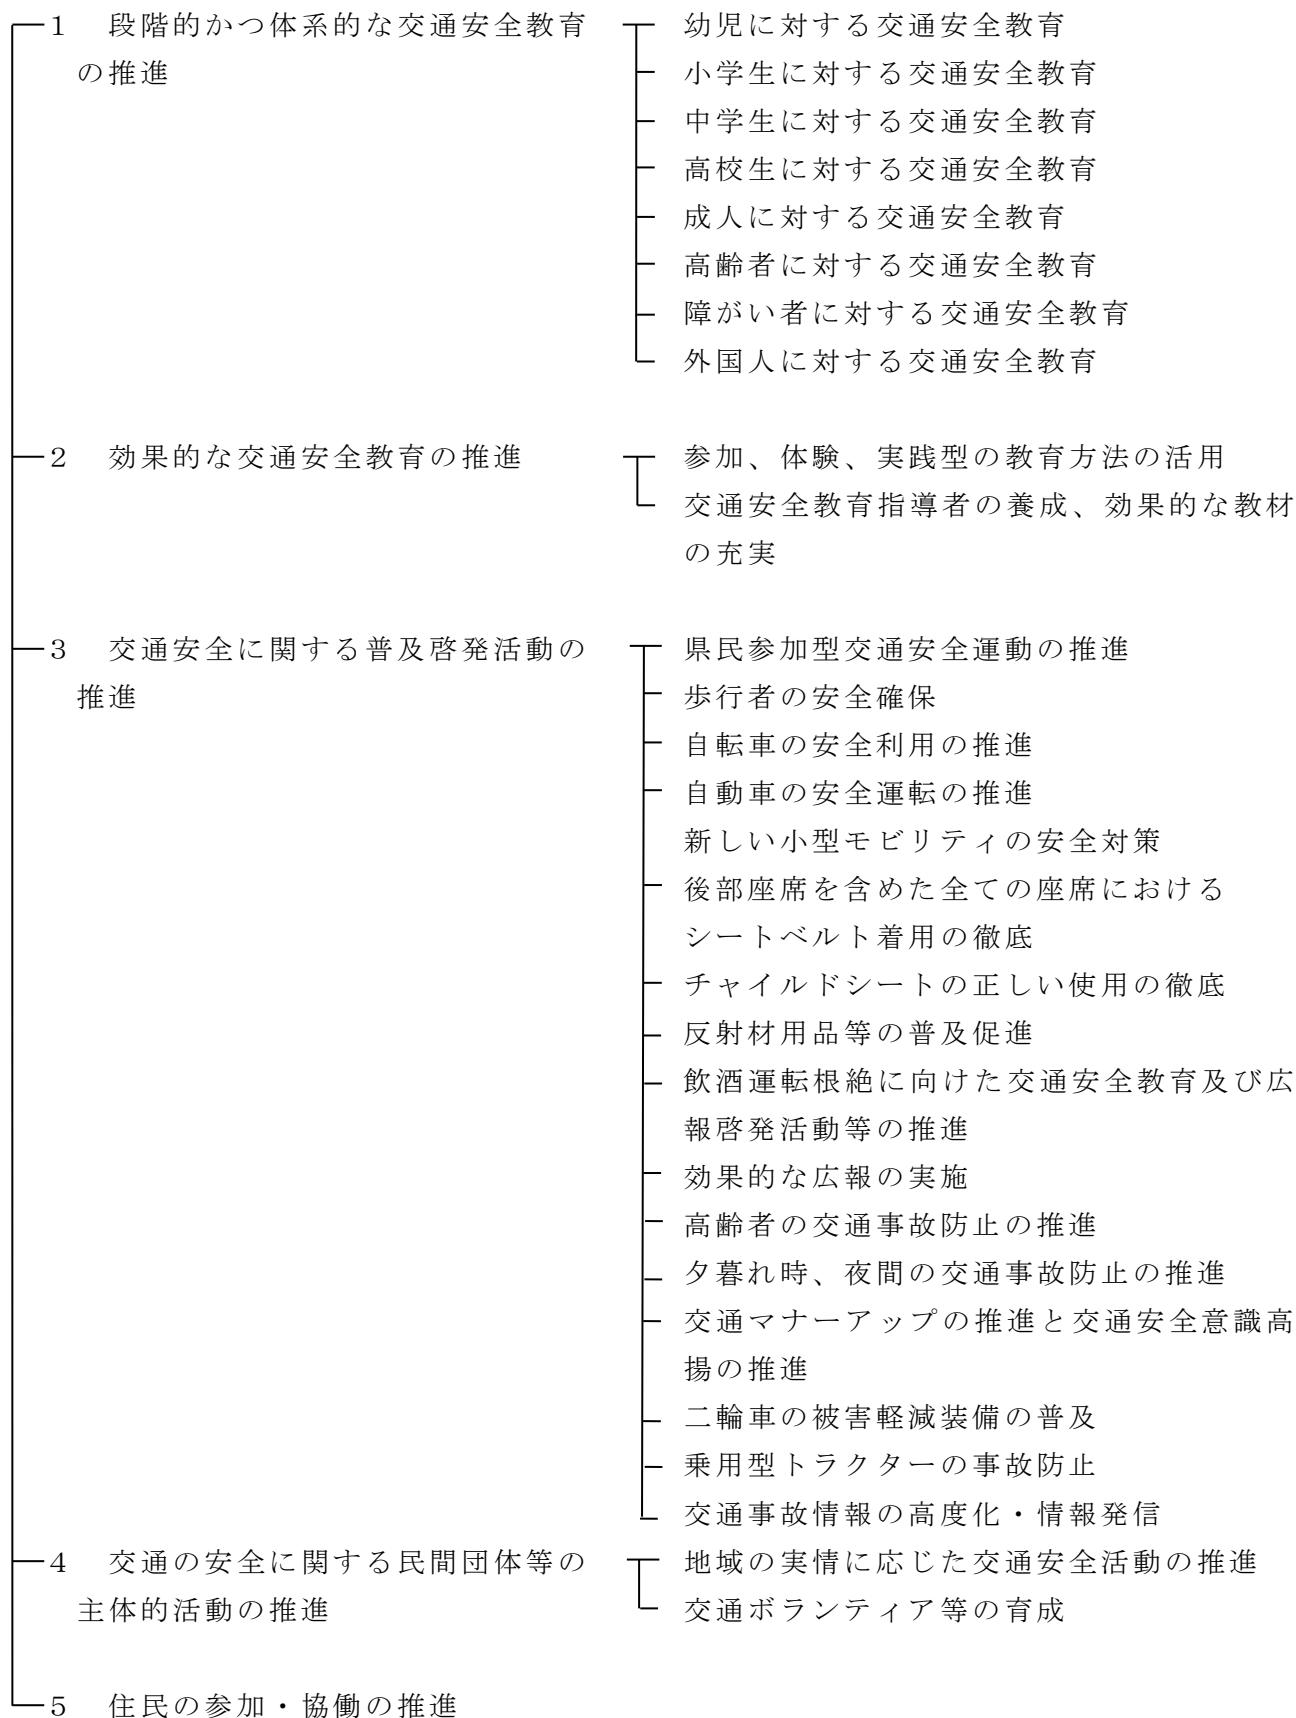 1 段階的かつ体系的な交通安全教育
の推進
幼児に対する交通安全教育
小学生に対する交通安全教育
中学生に対する交通安全教育
高校生に対する交通安全教育
成人に対する交通安全教育
高齢者に対する交通安全教育
障がい者に対する交通安全教育
外国人に対する交通安全教育
2 効果的な交通安全教育の推進
参加、体験、実践型の教育方法の活用
交通安全教育指導者の養成、効果的な教材
の充実
3 交通安全に関する普及啓発活動の
推進
県民参加型交通安全運動の推進
歩行者の安全確保
自転車の安全利用の推進
自動車の安全運転の推進
新しい小型モビリティの安全対策
後部座席を含めた全ての座席における
シートベルト着用の徹底
チャイルドシートの正しい使用の徹底
反射材用品等の普及促進
飲酒運転根絶に向けた交通安全教育及び広
報啓発活動等の推進
効果的な広報の実施
高齢者の交通事故防止の推進
夕暮れ時、夜間の交通事故防止の推進
交通マナーアップの推進と交通安全意識高
揚の推進
二輪車の被害軽減装備の普及
乗用型トラクターの事故防止
交通事故情報の高度化・情報発信
4 交通の安全に関する民間団体等の
主体的活動の推進
地域の実情に応じた交通安全活動の推進
交通ボランティア等の育成
5 住民の参加・協働の推進